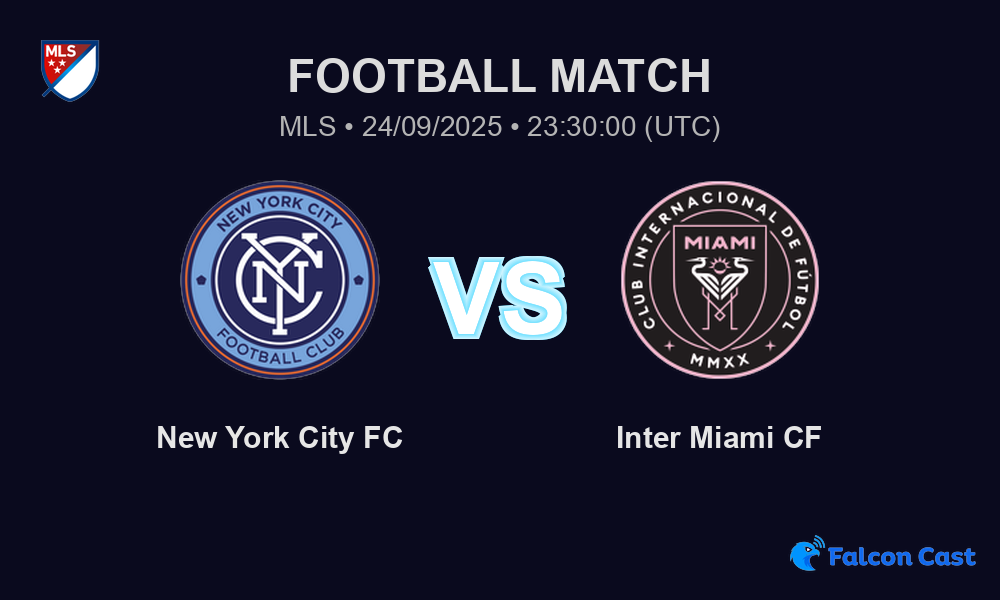 MLS
FOOTBALL MATCH
MLS • 24/09/2025 • 23:30:00 (UTC)
NEW YORK CITY
NYC
FOOTBALL CLUB
VS
CLUB INTERNACIONAL DE FÚTBOL
MIAMI
MMXX
New York City FC
Inter Miami CF
Falcon Cast